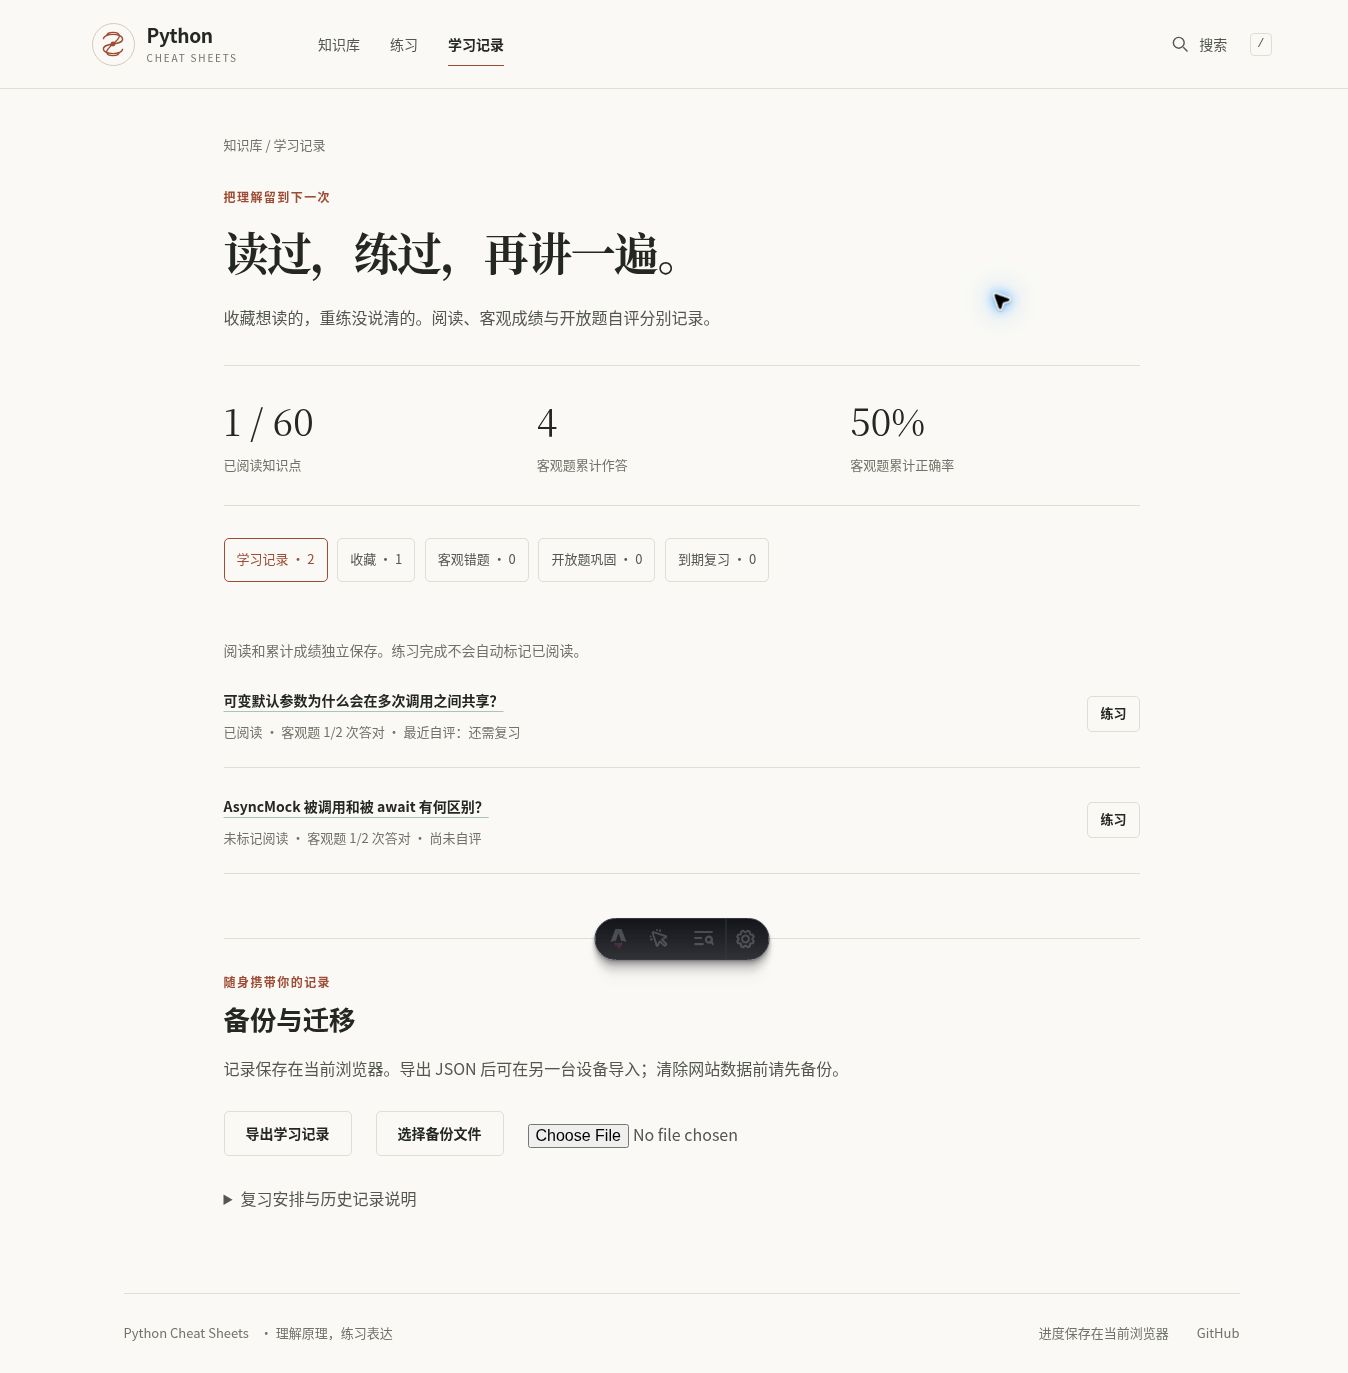 Python
CHEAT SHEETS
知识库
练习
学习记录
搜索
/
知识库 / 学习记录
把理解留到下一次
读过，练过，再讲一遍。
收藏想读的，重练没说清的。阅读、客观成绩与开放题自评分别记录。
1 / 60
已阅读知识点
4
客观题累计作答
50%
客观题累计正确率
学习记录 · 2
收藏 · 1
客观错题 · 0
开放题巩固 · 0
到期复习 · 0
阅读和累计成绩独立保存。练习完成不会自动标记已阅读。
可变默认参数为什么会在多次调用之间共享？
已阅读 · 客观题 1/2 次答对 · 最近自评：还需复习
练习
AsyncMock 被调用和被 await 有何区别？
未标记阅读 · 客观题 1/2 次答对 · 尚未自评
练习
随身携带你的记录
备份与迁移
记录保存在当前浏览器。导出 JSON 后可在另一台设备导入；清除网站数据前请先备份。
导出学习记录
选择备份文件
Choose File No file chosen
复习安排与历史记录说明
Python Cheat Sheets · 理解原理，练习表达
进度保存在当前浏览器
GitHub